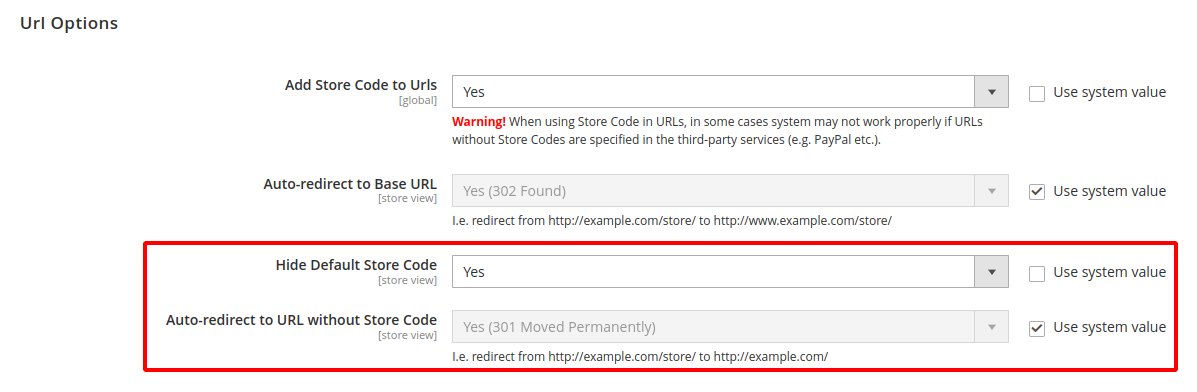 Url Options
Add Store Code to Urls
[global]
Yes
Use system value
Warning! When using Store Code in URLs, in some cases system may not work properly if URLs
without Store Codes are specified in the third-party services (e.g. PayPal etc.).
Auto-redirect to Base URL
[store view]
Yes (302 Found)
Use system value
I.e. redirect from http://example.com/store/ to http://www.example.com/store/
Hide Default Store Code
[store view]
Yes
Use system value
Auto-redirect to URL without Store Code
[store view]
Yes (301 Moved Permanently)
Use system value
I.e. redirect from http://example.com/store/ to http://example.com/